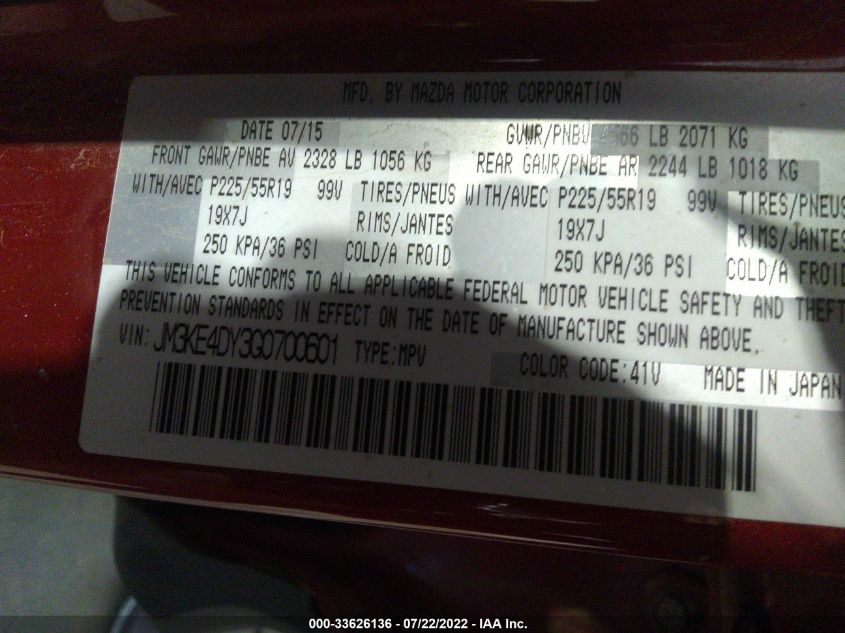 MFD. BY MAZDA MOTOR CORPORATION
DATE 07/15 GVWR/PNBV 4566 LB 2071 KG
FRONT GAWR/PNBE AV 2328 LB 1056 KG REAR GAWR/PNBE AR 2244 LB 1018 KG
WITH/AVEC P225/55R19 99V TIRES/PNEUS WITH/AVEC P225/55R19 99V TIRES/PNEUS
19X7J RIMS/JANTES 19X7J RIMS/JANTES
250 KPA/36 PSI COLD/A FROID 250 KPA/36 PSI COLD/A FROID
THIS VEHICLE CONFORMS TO ALL APPLICABLE FEDERAL MOTOR VEHICLE SAFETY AND THEFT
PREVENTION STANDARDS IN EFFECT ON THE DATE OF MANUFACTURE SHOWN ABOVE.
VIN: JM3KE4DY3G0700601 TYPE:MPV COLOR CODE:41V MADE IN JAPAN
000-33626136 - 07/22/2022 - IAA Inc.